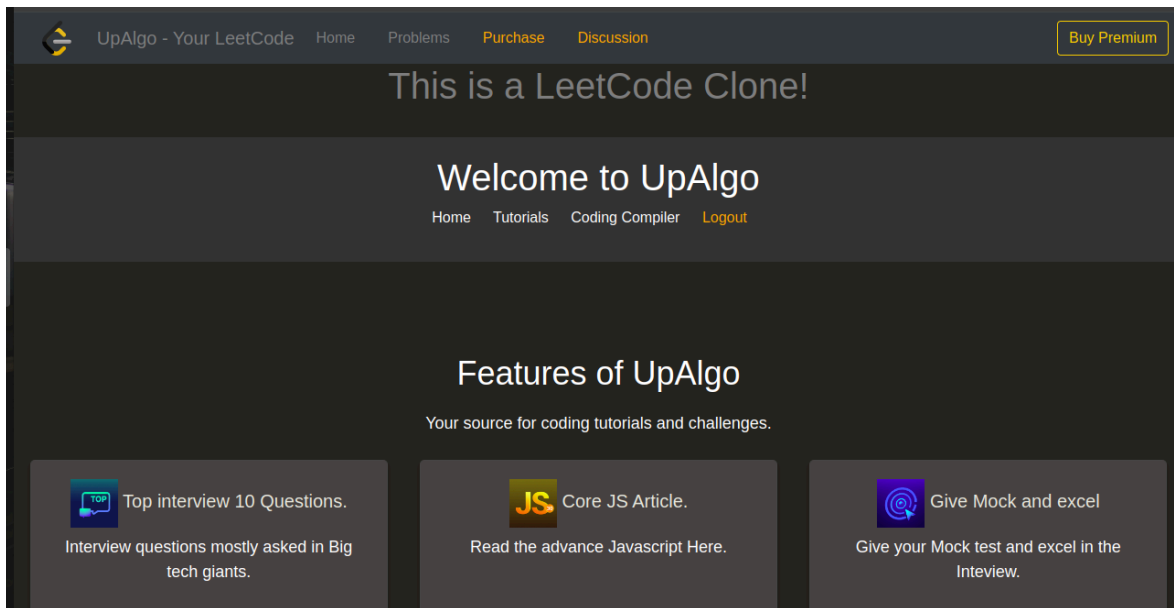 UpAlgo - Your LeetCode Home Problems Purchase Discussion Buy Premium
This is a LeetCode Clone!
Welcome to UpAlgo
Home Tutorials Coding Compiler Logout
Features of UpAlgo
Your source for coding tutorials and challenges.
TOP Top interview 10 Questions.
Interview questions mostly asked in Big
tech giants.
JS Core JS Article.
Read the advance Javascript Here.
Give Mock and excel
Give your Mock test and excel in the
Inteview.